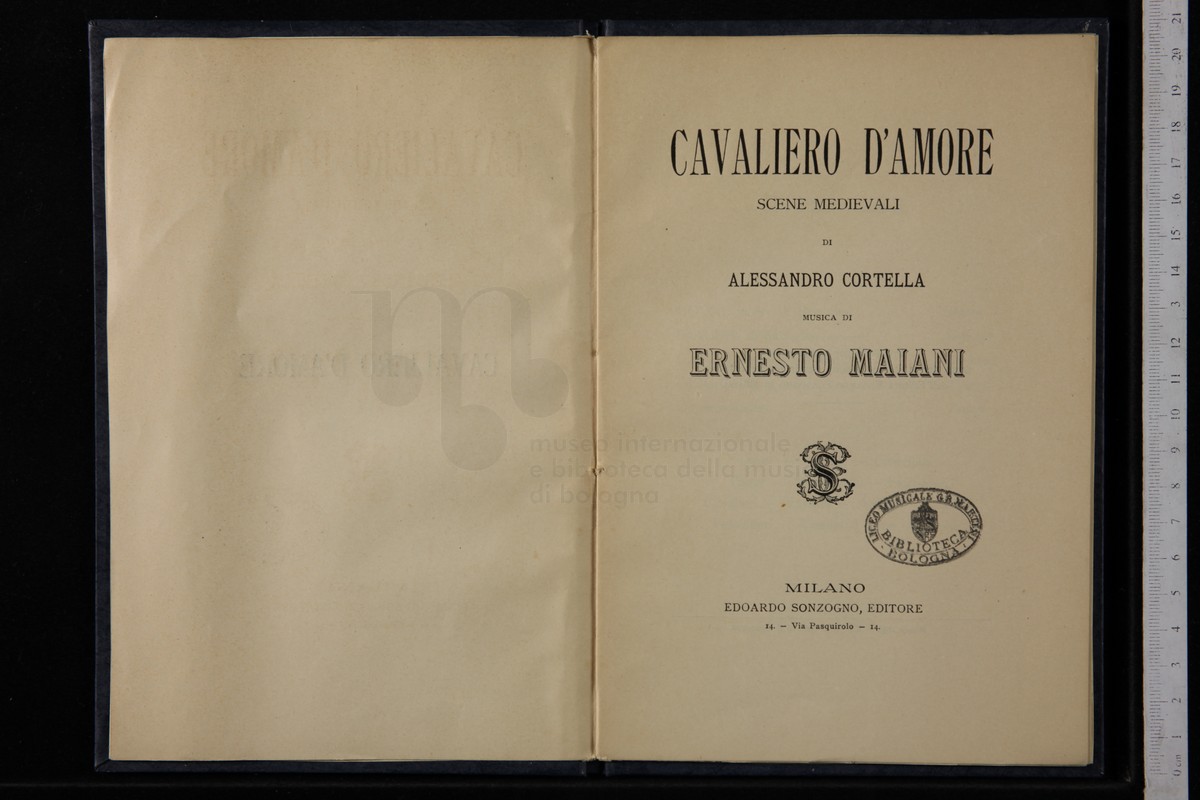 CAVALIERO D'AMORE
SCENE MEDIEVALI
DI
ALESSANDRO CORTELLA
MUSICA DI
ERNESTO MAIANI
museo internazionale
e biblioteca della musica
di bologna
LICEO MUSICALE G. B. MARTINI
BIBLIOTECA
BOLOGNA
MILANO
EDOARDO SONZOGNO, EDITORE
14. — Via Pasquirolo — 14.